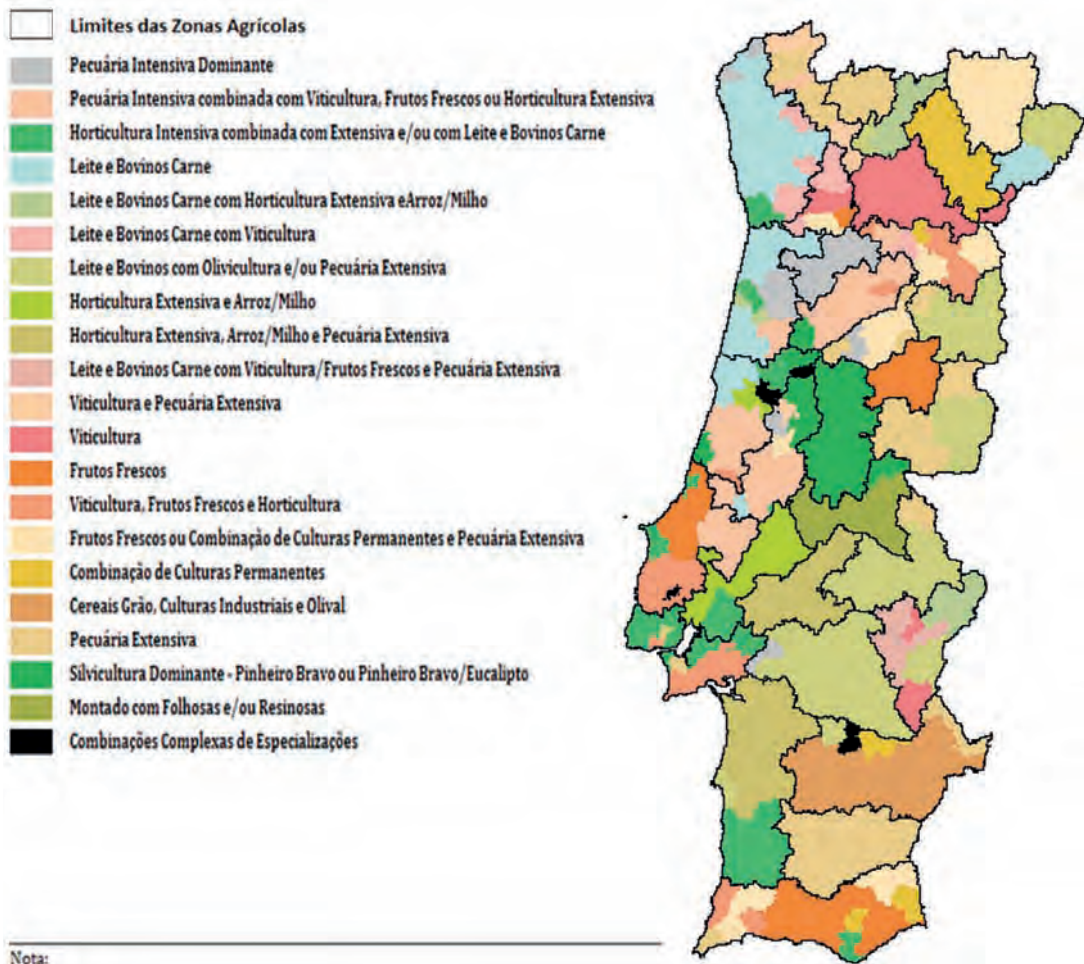 Limites das Zonas Agrícolas
Pecuária Intensiva Dominante
Pecuária Intensiva combinada com Viticultura, Frutos Frescos ou Horticultura Extensiva
Horticultura Intensiva combinada com Extensiva e/ou com Leite e Bovinos Carne
Leite e Bovinos Carne
Leite e Bovinos Carne com Horticultura Extensiva eArroz/Milho
Leite e Bovinos Carne com Viticultura
Leite e Bovinos com Olivicultura e/ou Pecuária Extensiva
Horticultura Extensiva e Arroz/Milho
Horticultura Extensiva, Arroz/Milho e Pecuária Extensiva
Leite e Bovinos Carne com Viticultura/Frutos Frescos e Pecuária Extensiva
Viticultura e Pecuária Extensiva
Viticultura
Frutos Frescos
Viticultura, Frutos Frescos e Horticultura
Frutos Frescos ou Combinação de Culturas Permanentes e Pecuária Extensiva
Combinação de Culturas Permanentes
Cereais Grão, Culturas Industriais e Olival
Pecuária Extensiva
Silvicultura Dominante - Pinheiro Bravo ou Pinheiro Bravo/Eucalipto
Montado com Folhosas e/ou Resinosas
Combinações Complexas de Especializações
Nota: